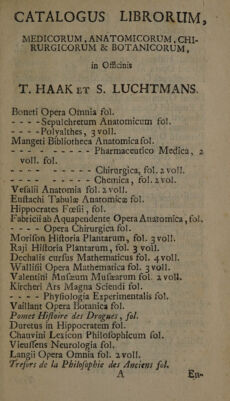 CATALOGUS LIBRORUM,
MEDICORUM, ANATOMICORUM, CHI-
RURGICORUM & BOTANICORUM,
in Officinis
T. HAAK ET S. LUCHTMANS.
Boneti Opera Omnia fol.
- - - - Sepulchretum Anatomicum fol.
- - - - Polyalthes, 3 voll.
Mangeti Bibliotheca Anatomica fol.
- - - - - - - - - - Pharmaceutico Medica, 2
voll. fol.
- - - - - - - - - - Chirurgica, fol. 2 voll.
- - - - - - - - - - Chemica, fol. 2 vol.
Vesalii Anatomia fol. 2 voll.
Eustachi Tabulæ Anatomicæ fol.
Hippocrates Fœsii, fol.
Fabricii ab Aquapendente Opera Anatomica, fol.
- - - - Opera Chirurgica fol.
Morison Historia Plantarum, fol. 3 voll.
Raji Historia Plantarum, fol. 3 voll.
Dechalis cursus Mathematicus fol. 4 voll.
Wallisii Opera Mathematica fol. 3 voll.
Valentini Musæum Musæorum fol. 2 voll.
Kircheri Ars Magna Sciendi fol.
- - - - Physiologia Experimentalis fol.
Vaillant Opera Botanica fol.
Pomet Histoire des Drogues, fol.
Duretus in Hippocratem fol.
Chauvini Lexicon Philosophicum fol.
Vieussens Neurologia fol.
Langii Opera Omnia fol. 2 voll.
Tresors de la Philosophie des Anciens fol.
A En-